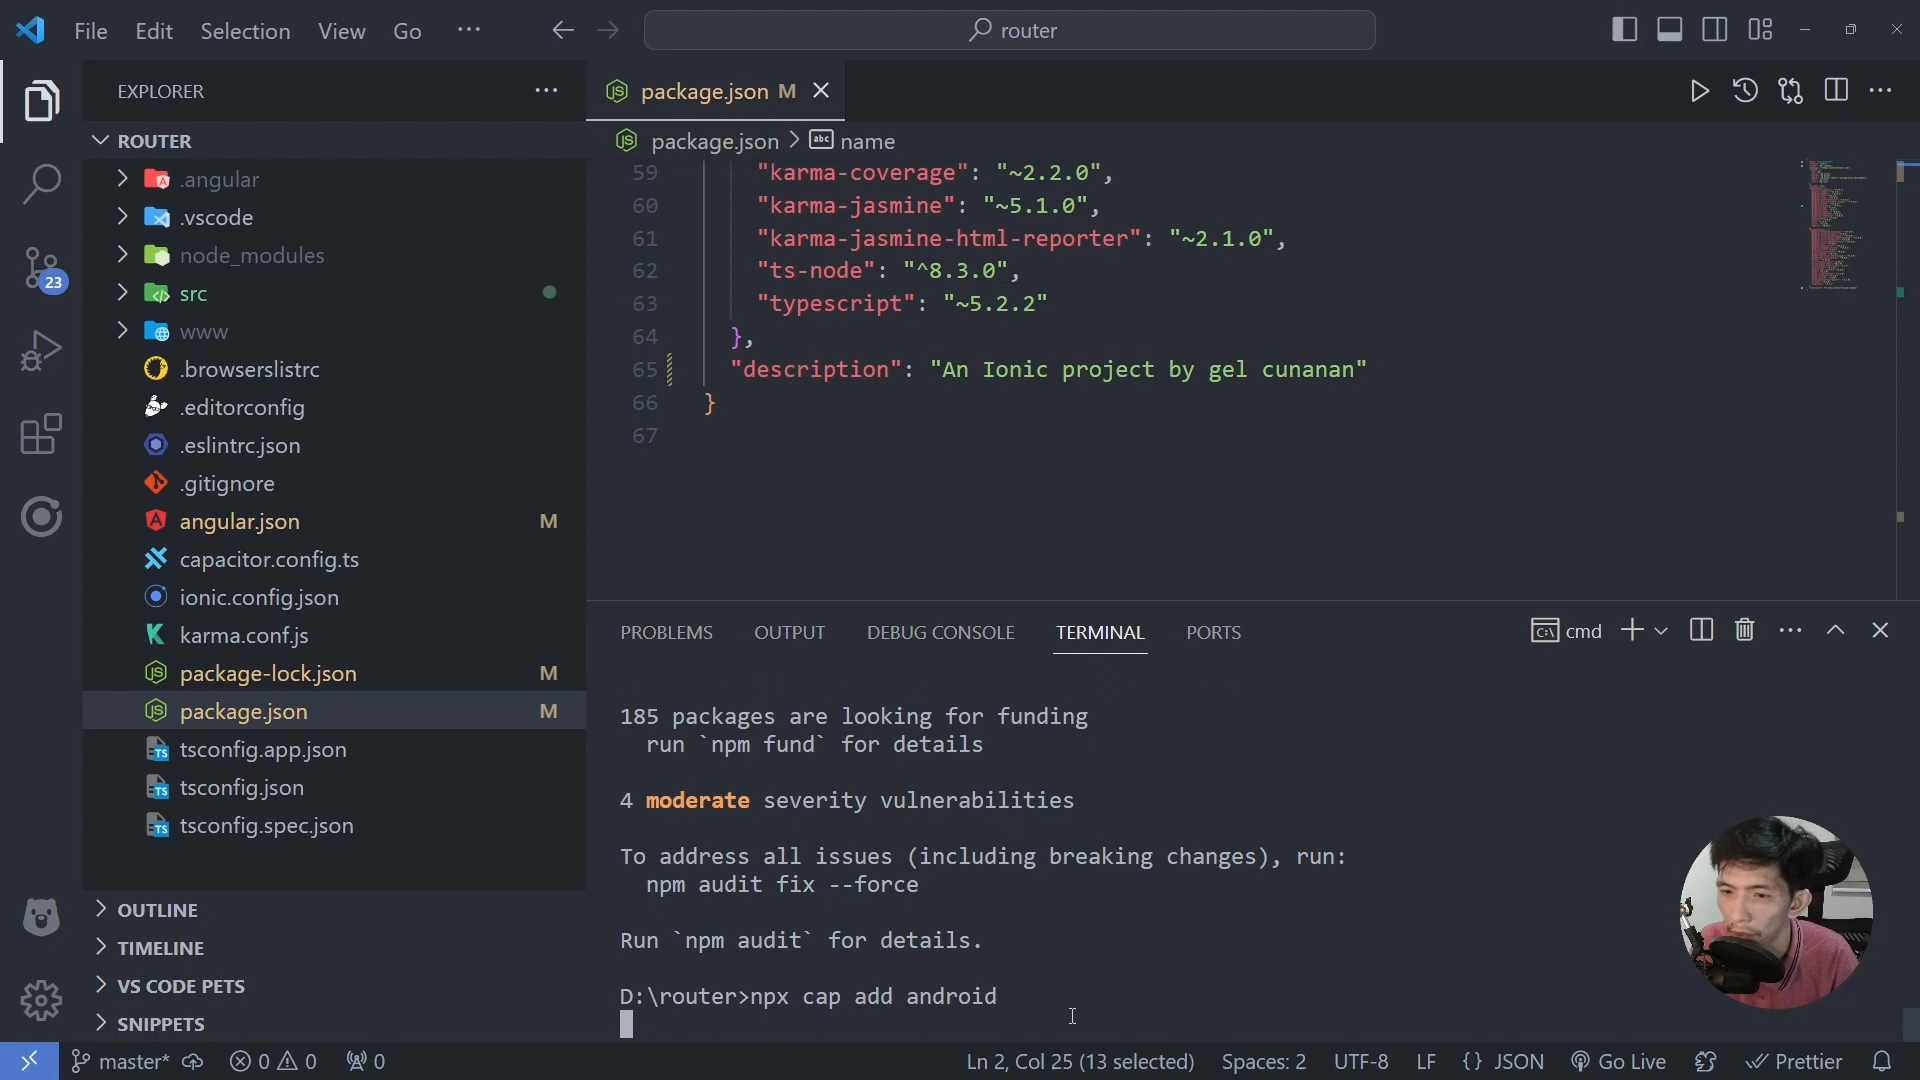 File Edit Selection View Go ···
router
EXPLORER ···
package.json M
ROUTER
package.json > name
.angular
.vscode
node_modules
src
www
.browserslistrc
.editorconfig
.eslintrc.json
.gitignore
angular.json M
capacitor.config.ts
ionic.config.json
karma.conf.js
package-lock.json M
package.json M
tsconfig.app.json
tsconfig.json
tsconfig.spec.json
OUTLINE
TIMELINE
VS CODE PETS
SNIPPETS
23
59 "karma-coverage": "~2.2.0",
60 "karma-jasmine": "~5.1.0",
61 "karma-jasmine-html-reporter": "~2.1.0",
62 "ts-node": "^8.3.0",
63 "typescript": "~5.2.2"
64 },
65 "description": "An Ionic project by gel cunanan"
66 }
67
PROBLEMS OUTPUT DEBUG CONSOLE TERMINAL PORTS
cmd
185 packages are looking for funding
run `npm fund` for details
4 moderate severity vulnerabilities
To address all issues (including breaking changes), run:
npm audit fix --force
Run `npm audit` for details.
D:\router>npx cap add android
master* 0 0 0
Ln 2, Col 25 (13 selected) Spaces: 2 UTF-8 LF {} JSON Go Live Prettier